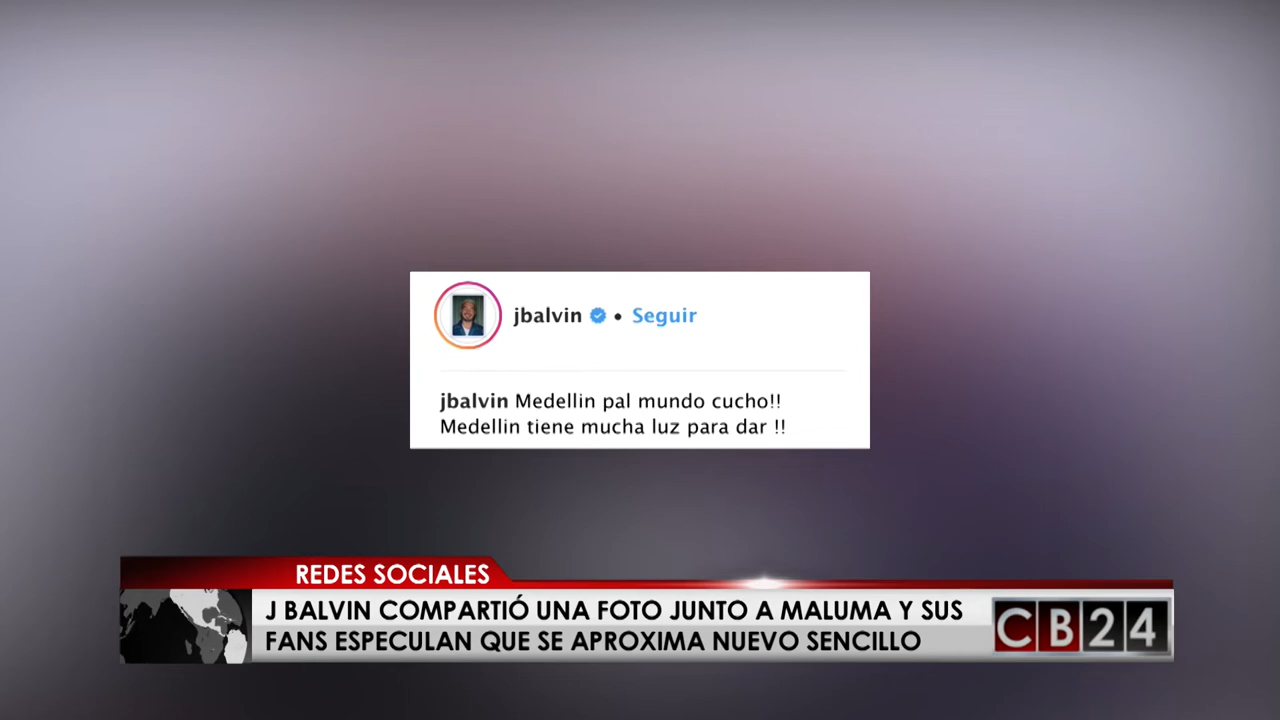 jbalvin • Seguir
jbalvin Medellin pal mundo cucho!!
Medellin tiene mucha luz para dar !!
REDES SOCIALES
J BALVIN COMPARTIÓ UNA FOTO JUNTO A MALUMA Y SUS
FANS ESPECULAN QUE SE APROXIMA NUEVO SENCILLO
CB24